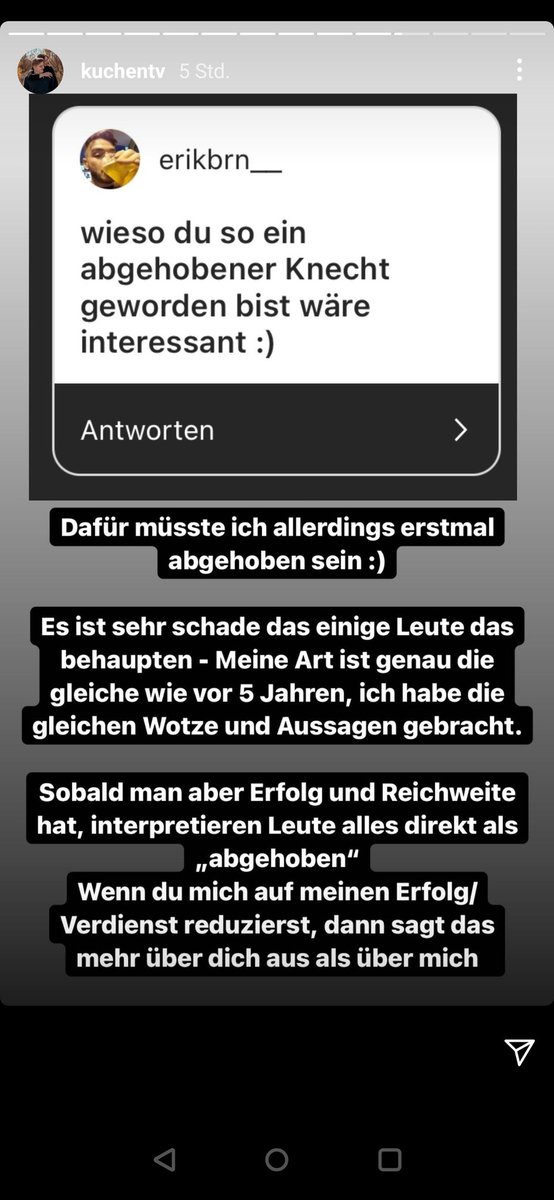 kuchentv 5 Std.
erikbrn__
wieso du so ein
abgehobener Knecht
geworden bist wäre
interessant :)
Antworten
Dafür müsste ich allerdings erstmal
abgehoben sein :)
Es ist sehr schade das einige Leute das
behaupten - Meine Art ist genau die
gleiche wie vor 5 Jahren, ich habe die
gleichen Wotze und Aussagen gebracht.
Sobald man aber Erfolg und Reichweite
hat, interpretieren Leute alles direkt als
„abgehoben“
Wenn du mich auf meinen Erfolg/
Verdienst reduzierst, dann sagt das
mehr über dich aus als über mich